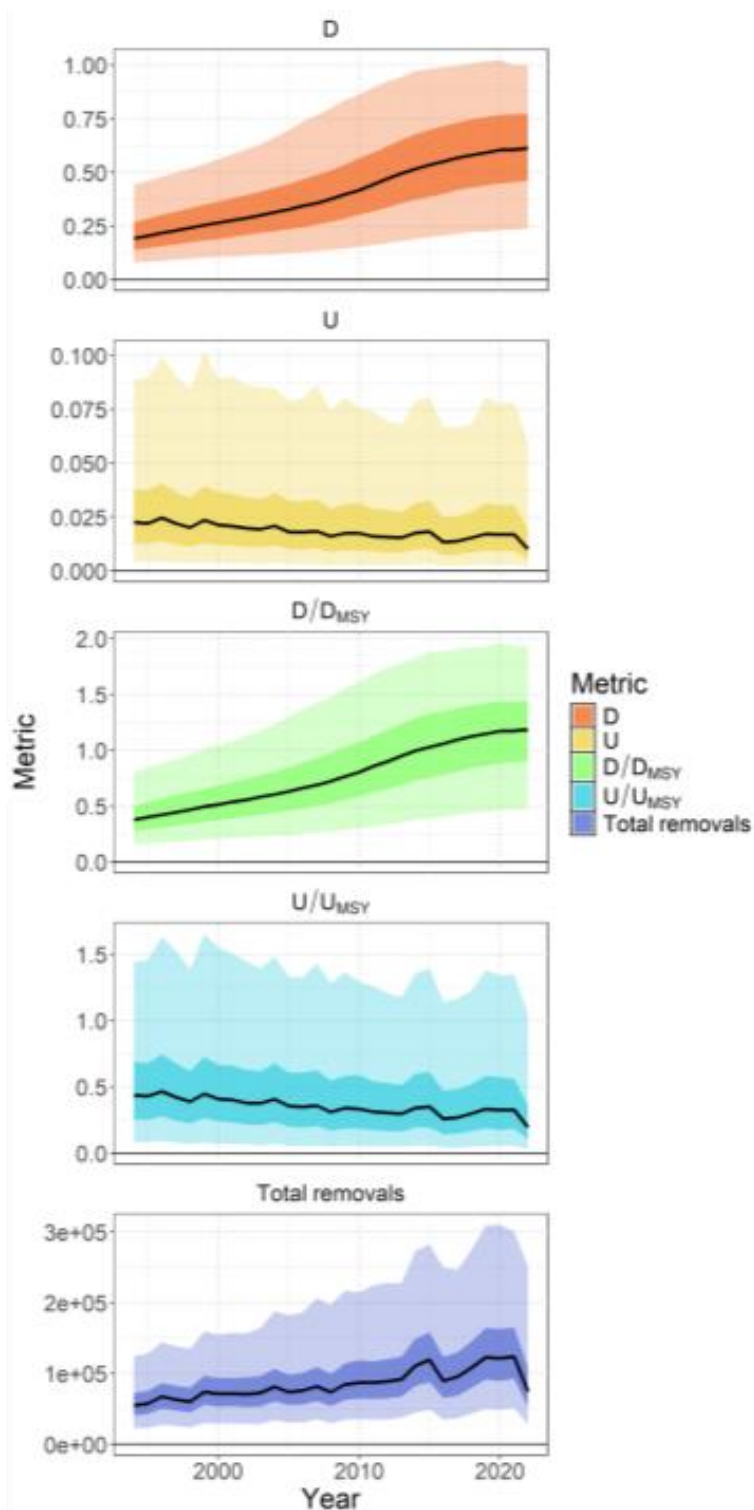 D
1.00
0.75
0.50
0.25
0.00
U
0.100
0.075
0.050
0.025
0.000
D/D_MSY
2.0
1.5
1.0
0.5
0.0
Metric
Metric
D
U
D/D_MSY
U/U_MSY
Total removals
U/U_MSY
1.5
1.0
0.5
0.0
Total removals
3e+05
2e+05
1e+05
0e+00
2000 2010 2020
Year